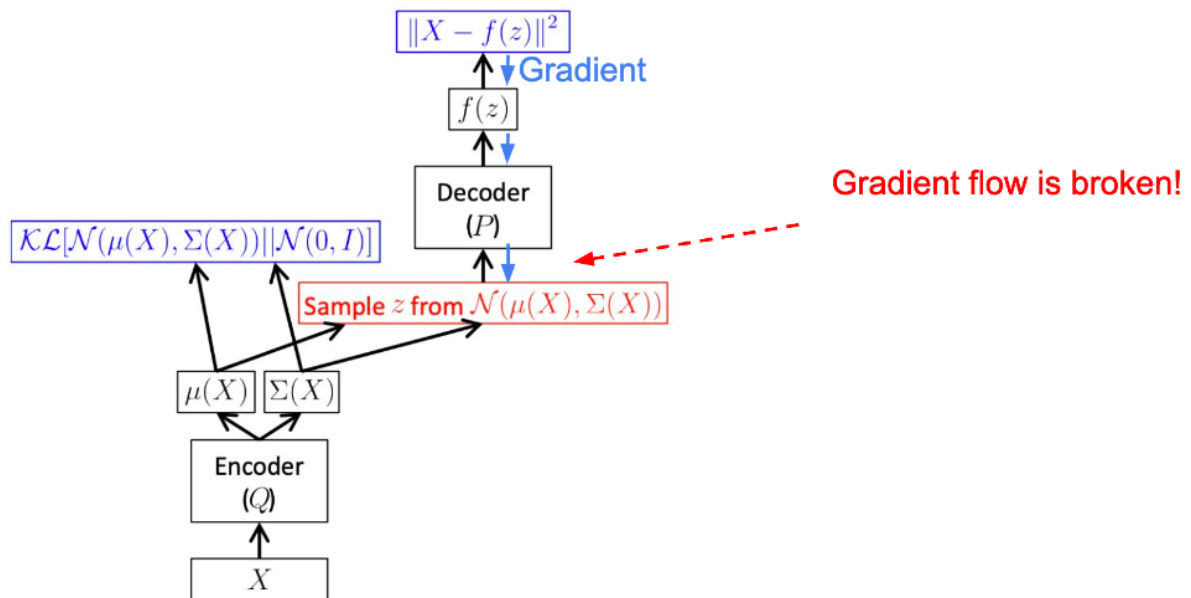 ‖X − f(z)‖²
Gradient
f(z)
Decoder
(P)
Gradient flow is broken!
𝒦ℒ[𝒩(μ(X), Σ(X))||𝒩(0, I)]
Sample z from 𝒩(μ(X), Σ(X))
μ(X)
Σ(X)
Encoder
(Q)
X